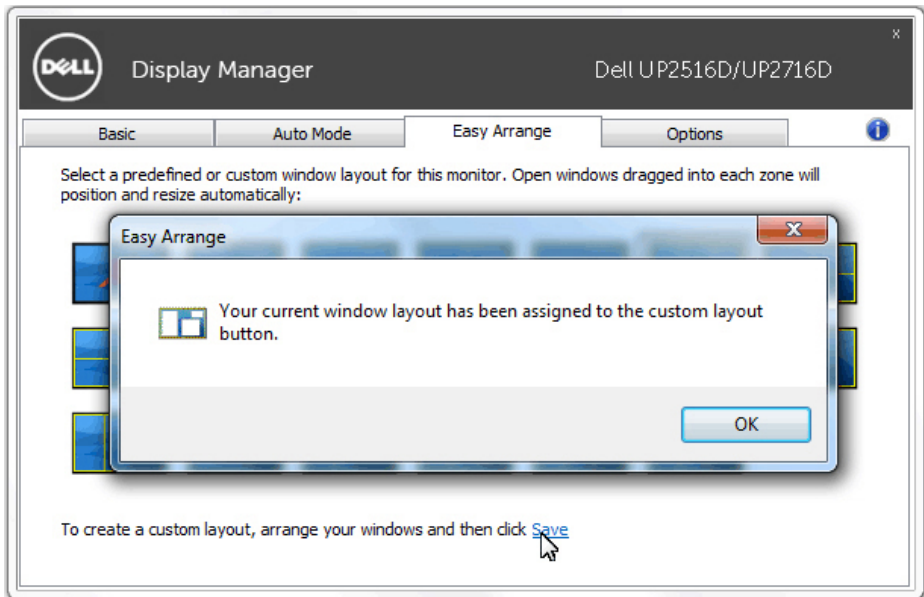 x
DELL
Display Manager
Dell UP2516D/UP2716D
Basic
Auto Mode
Easy Arrange
Options
i
Select a predefined or custom window layout for this monitor. Open windows dragged into each zone will
position and resize automatically:
Easy Arrange
X
Your current window layout has been assigned to the custom layout
button.
OK
To create a custom layout, arrange your windows and then click Save